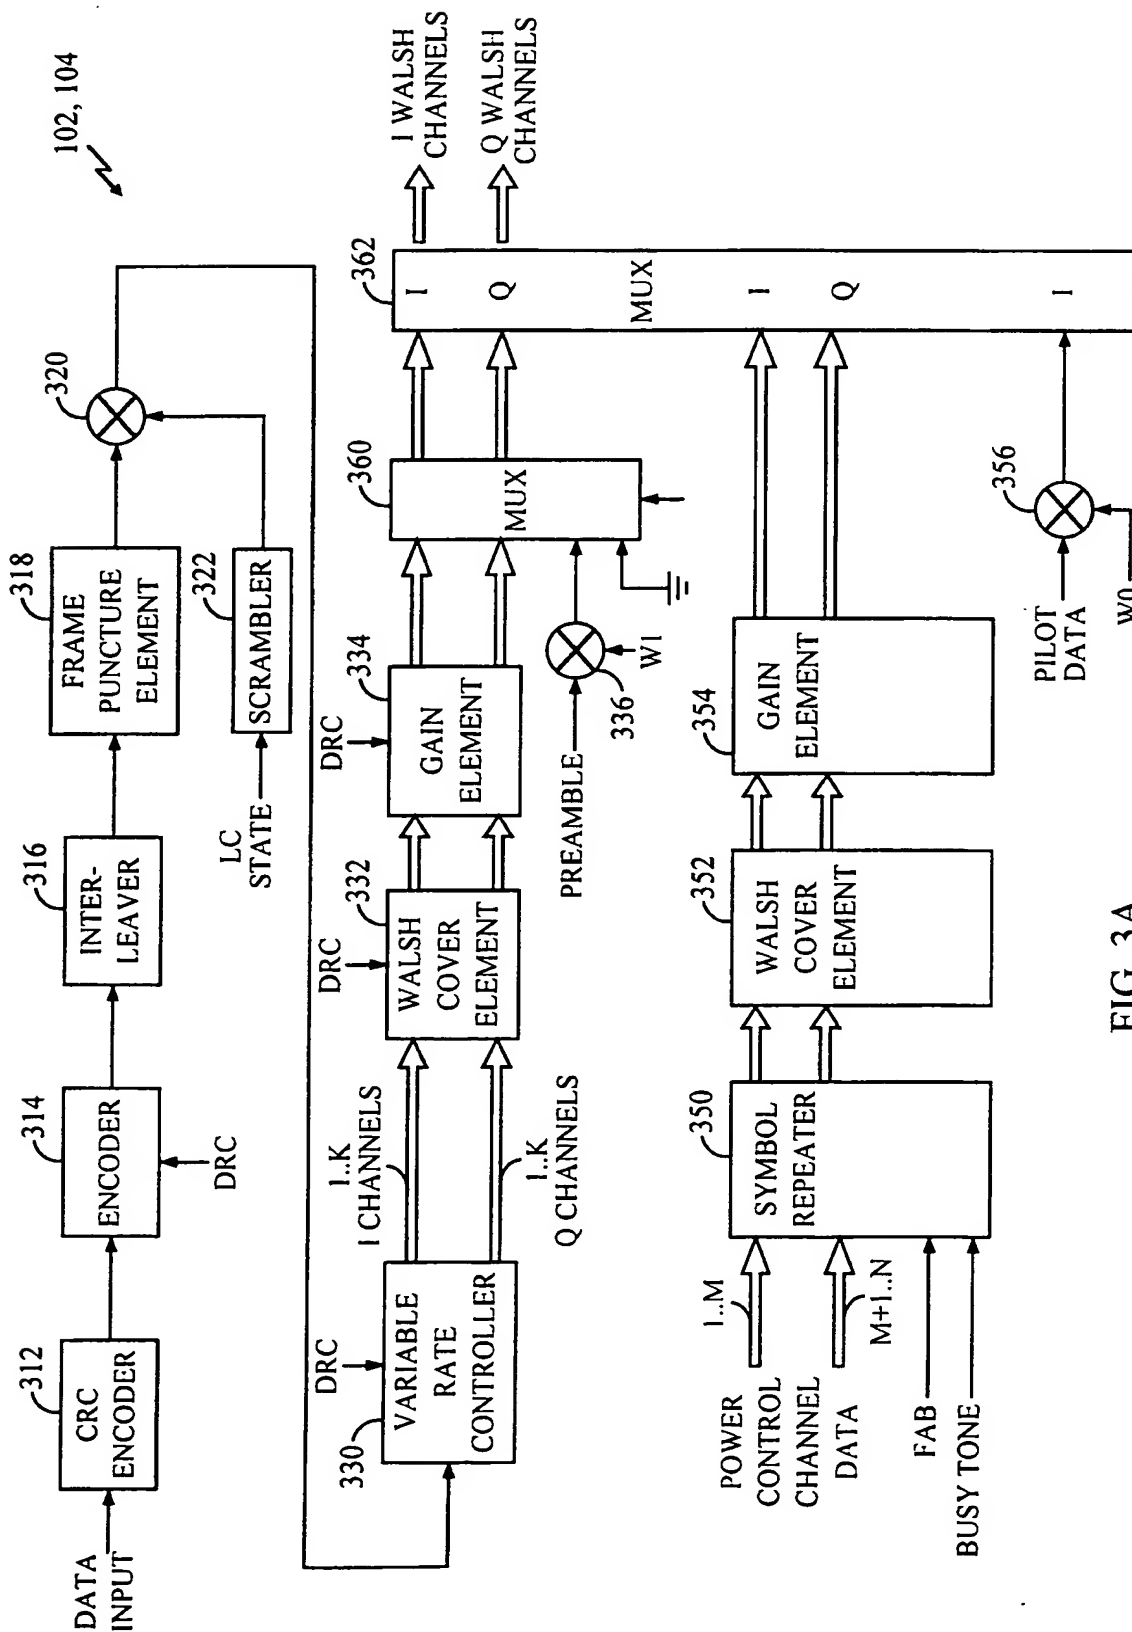 102, 104
312
314
316
318
320
DATA
INPUT
CRC
ENCODER
ENCODER
DRC
INTER-
LEAVER
FRAME
PUNCTURE
ELEMENT
322
LC
STATE
SCRAMBLER
330
DRC
VARIABLE
RATE
CONTROLLER
1..K
I CHANNELS
1..K
Q CHANNELS
332
DRC
WALSH
COVER
ELEMENT
334
DRC
GAIN
ELEMENT
PREAMBLE
336
W1
360
MUX
362
I
Q
MUX
I
Q
I
I WALSH
CHANNELS
Q WALSH
CHANNELS
POWER
CONTROL
CHANNEL
DATA
1..M
M+1..N
FAB
BUSY TONE
350
SYMBOL
REPEATER
352
WALSH
COVER
ELEMENT
354
GAIN
ELEMENT
356
PILOT
DATA
W0
FIG. 3A